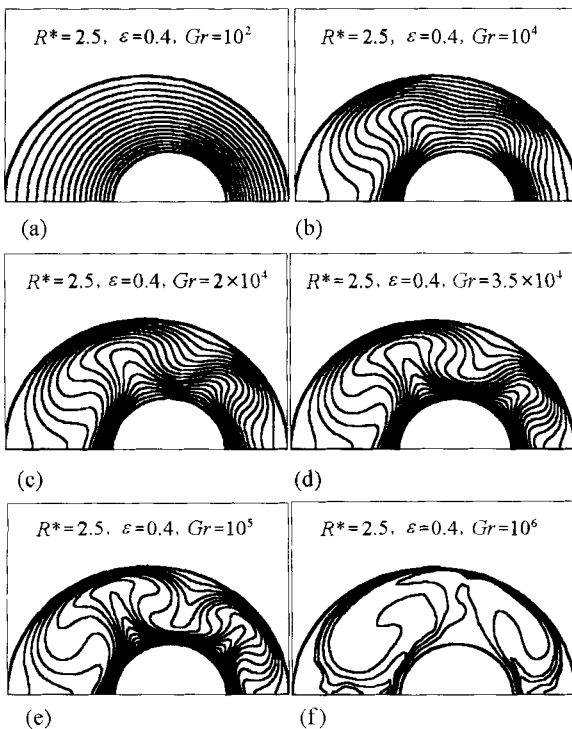 R*=2.5, ε=0.4, Gr=10²
R*=2.5, ε=0.4, Gr=10⁴
(a)
(b)
R*=2.5, ε=0.4, Gr=2×10⁴
R*=2.5, ε=0.4, Gr=3.5×10⁴
(c)
(d)
R*=2.5, ε=0.4, Gr=10⁵
R*=2.5, ε=0.4, Gr=10⁶
(e)
(f)